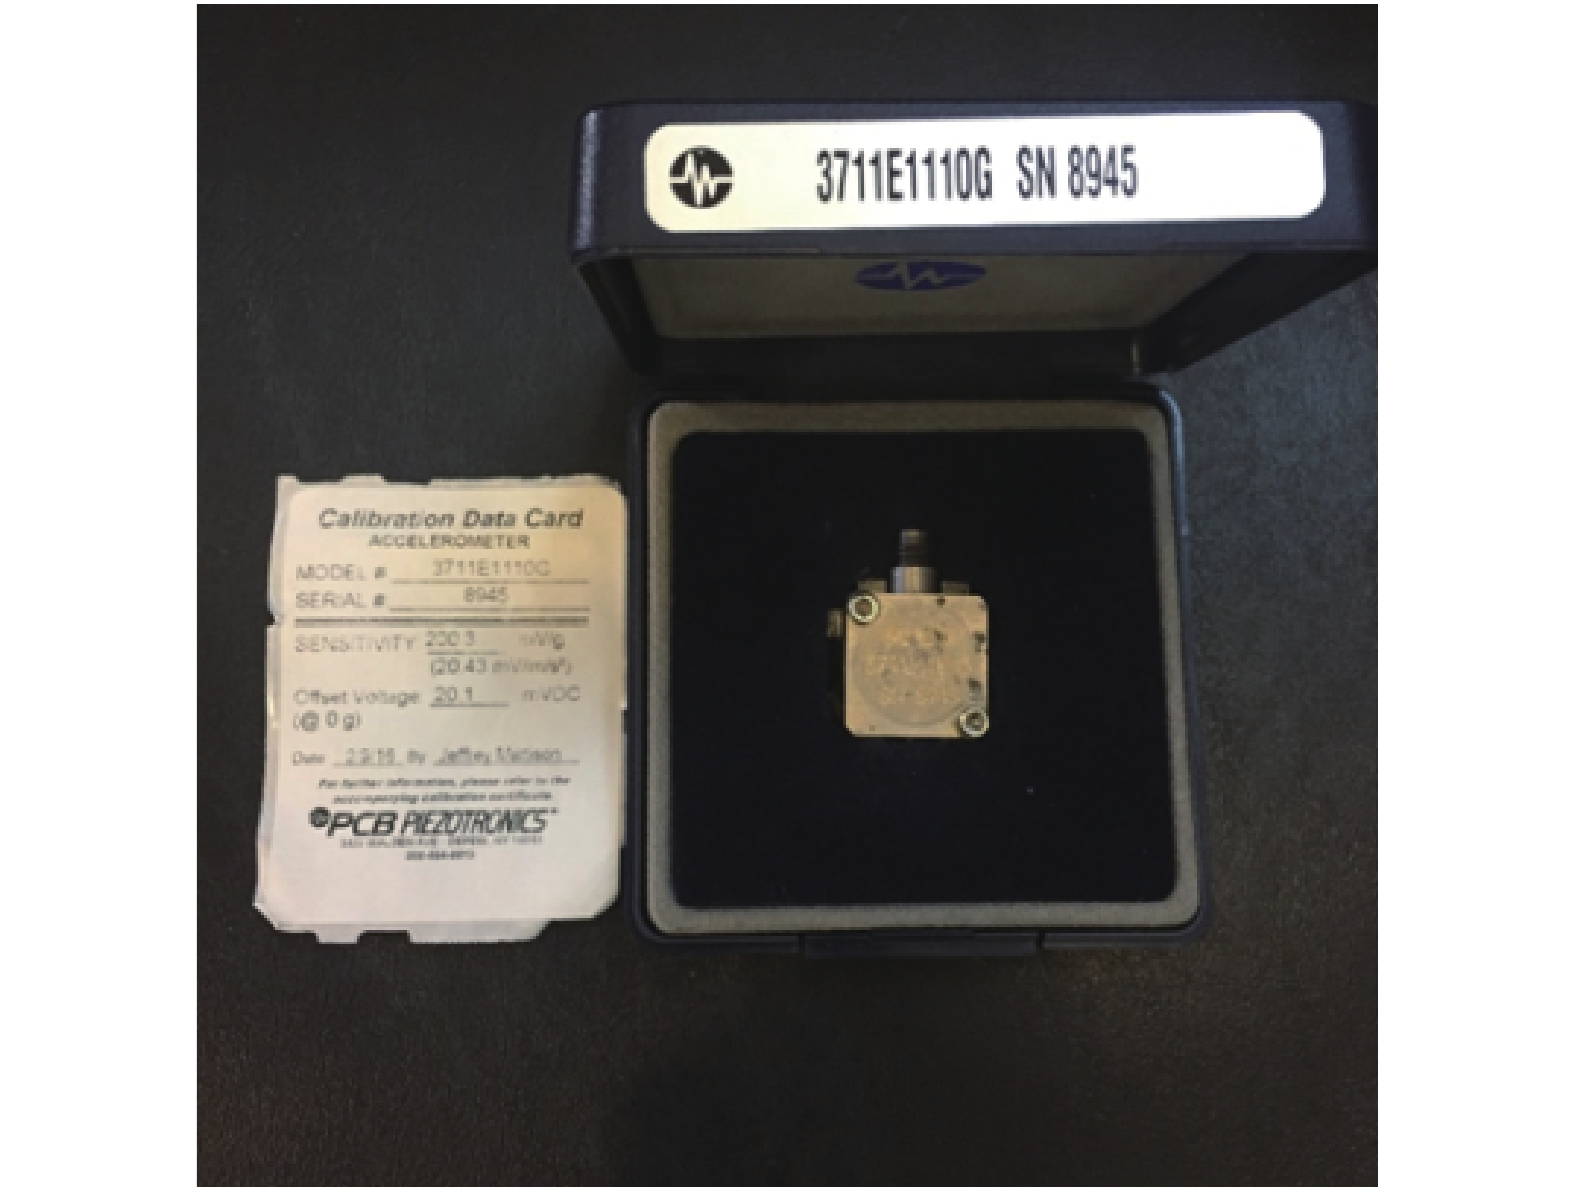 3711E1110G SN 8945
Calibration Data Card
ACCELEROMETER
MODEL # 3711E1110G
SERIAL # 8945
SENSITIVITY 200.3 mV/g
(20.43 mV/m/s²)
Offset Voltage 20.1 mVDC
(@ 0 g)
Date By Jeffrey
For further information, please refer to the
accompanying calibration certificate.
PCB PIEZOTRONICS™